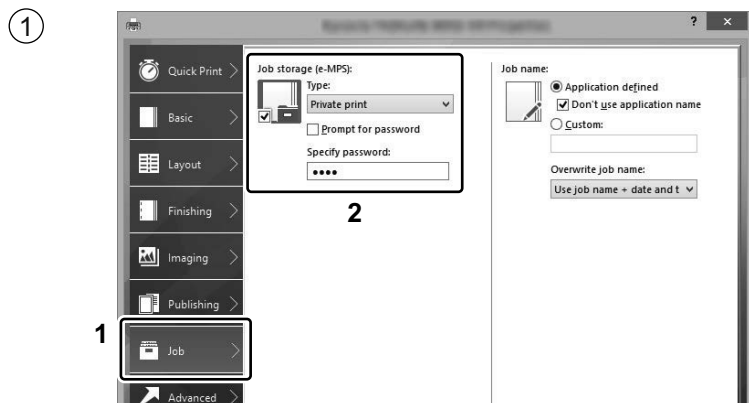 1
?
x
Quick Print
Basic
Layout
Finishing
Imaging
Publishing
1
Job
Advanced
Job storage (e-MPS):
Type:
Private print
Prompt for password
Specify password:
••••
2
Job name:
Application defined
Don't use application name
Custom:
Overwrite job name:
Use job name + date and t